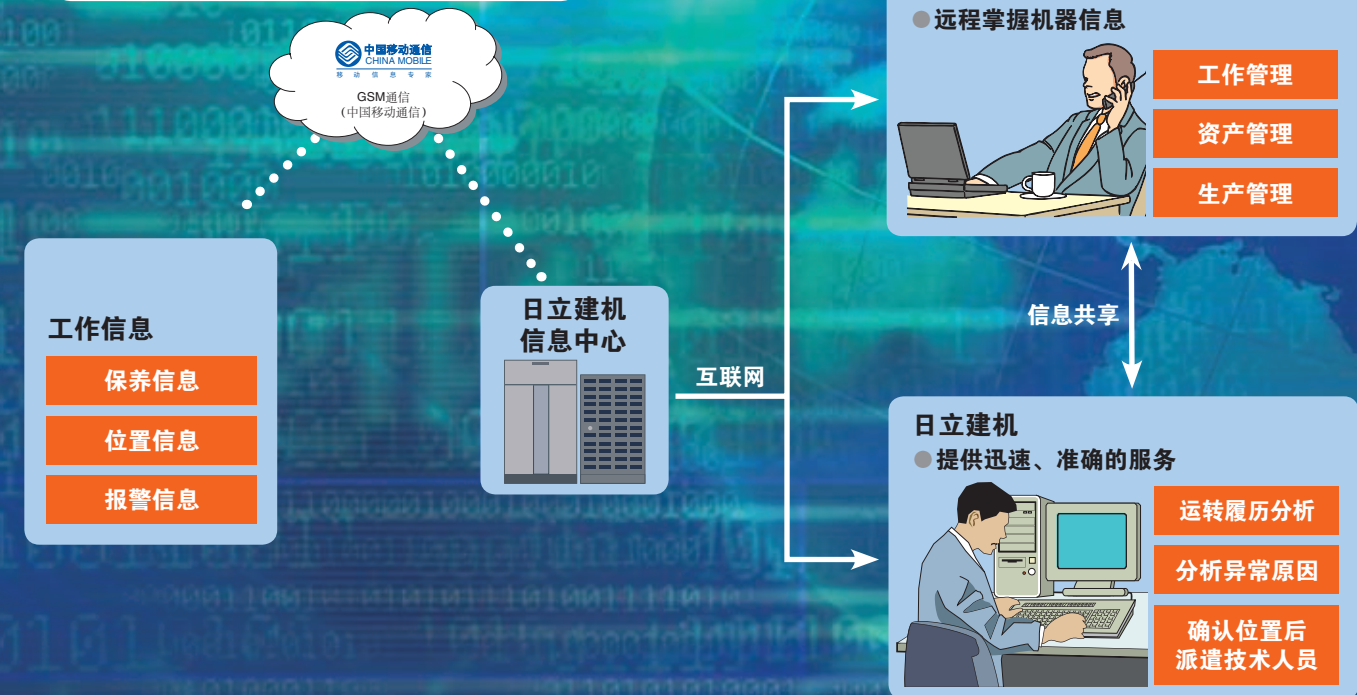 中国移动通信
CHINA MOBILE
移动信息专家
GSM通信
(中国移动通信)
工作信息
保养信息
位置信息
报警信息
日立建机
信息中心
互联网
●远程掌握机器信息
工作管理
资产管理
生产管理
信息共享
日立建机
●提供迅速、准确的服务
运转履历分析
分析异常原因
确认位置后
派遣技术人员